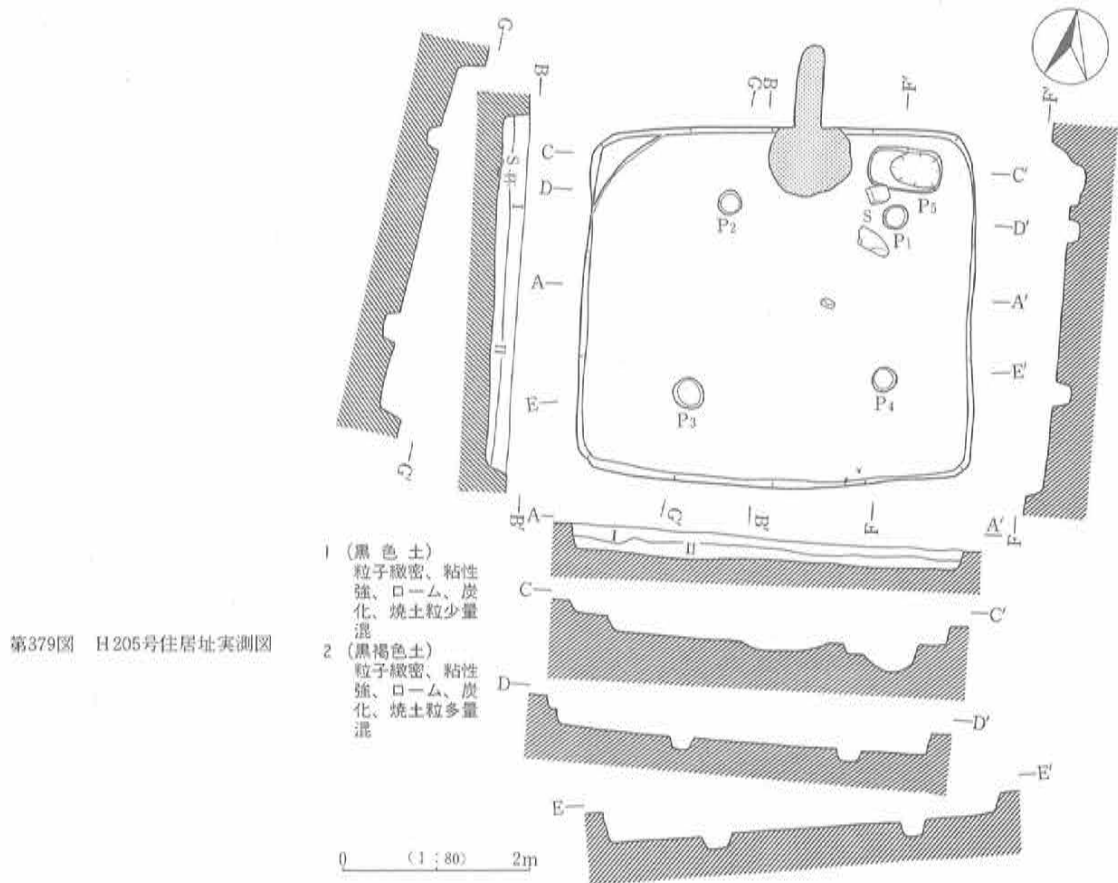 G
B
B
G
F'
F'
C
D
S
II
I
P2
P5
S
P1
C'
D'
A
A'
II
E
E'
P3
P4
G'
B'
A
G'
B'
F
A'
F
I
II
1 (黒色土)
粒子緻密、粘性
強、ローム、炭
化、焼土粒少量
混
C
C'
第379図 H205号住居址実測図
2 (黒褐色土)
粒子緻密、粘性
強、ローム、炭
化、焼土粒多量
混
D
D'
E
E'
0 (1:80) 2m